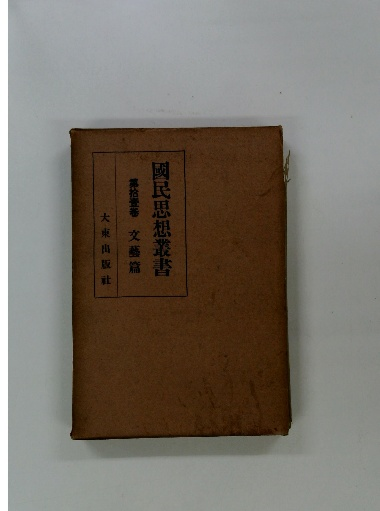 國民思想叢書
第拾壹卷 文藝篇
大東出版社